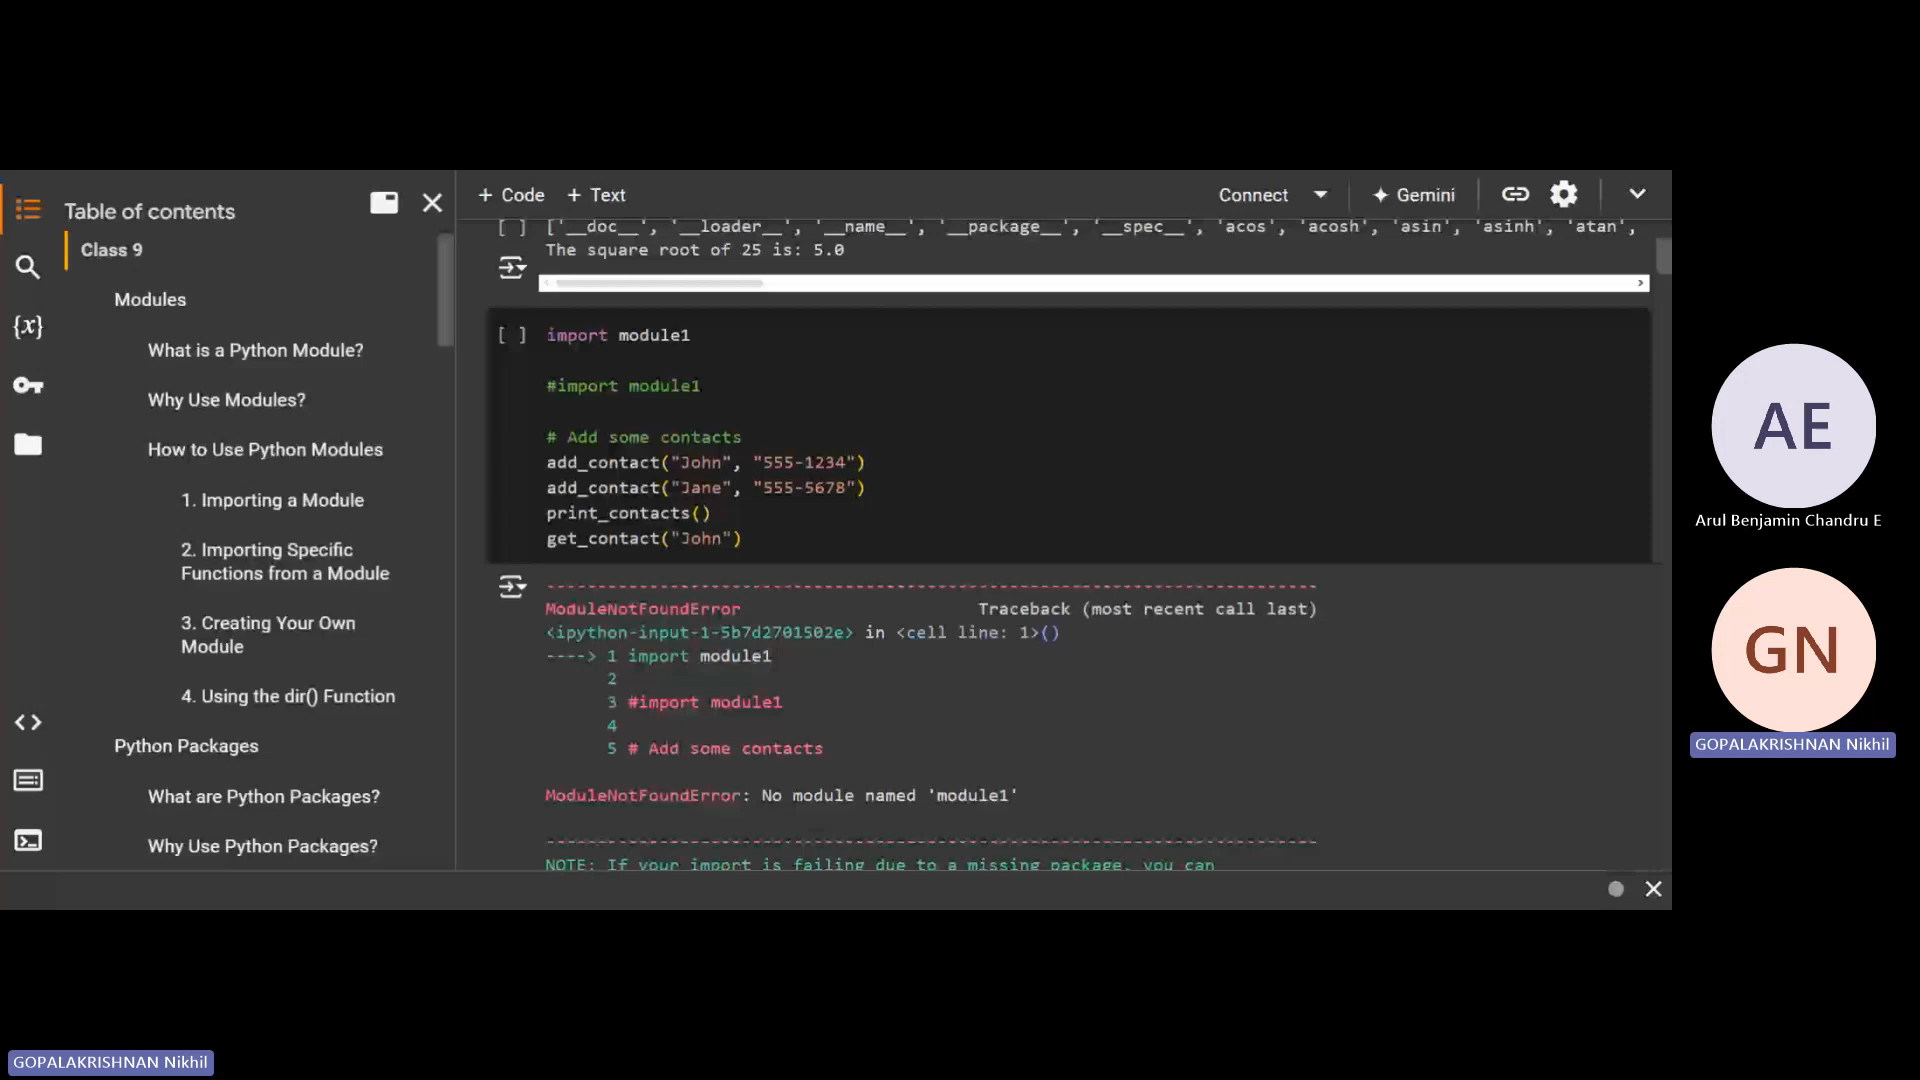 Table of contents
Class 9
Modules
What is a Python Module?
Why Use Modules?
How to Use Python Modules
1. Importing a Module
2. Importing Specific
Functions from a Module
3. Creating Your Own
Module
4. Using the dir() Function
Python Packages
What are Python Packages?
Why Use Python Packages?
{x}
+ Code + Text
Connect
Gemini
[ ] ['__doc__', '__loader__', '__name__', '__package__', '__spec__', 'acos', 'acosh', 'asin', 'asinh', 'atan',
The square root of 25 is: 5.0
[ ] import module1
#import module1
# Add some contacts
add_contact("John", "555-1234")
add_contact("Jane", "555-5678")
print_contacts()
get_contact("John")
---------------------------------------------------------------------------
ModuleNotFoundError Traceback (most recent call last)
<ipython-input-1-5b7d2701502e> in <cell line: 1>()
----> 1 import module1
2
3 #import module1
4
5 # Add some contacts
ModuleNotFoundError: No module named 'module1'
---------------------------------------------------------------------------
NOTE: If your import is failing due to a missing package, you can
AE
Arul Benjamin Chandru E
GN
GOPALAKRISHNAN Nikhil
GOPALAKRISHNAN Nikhil